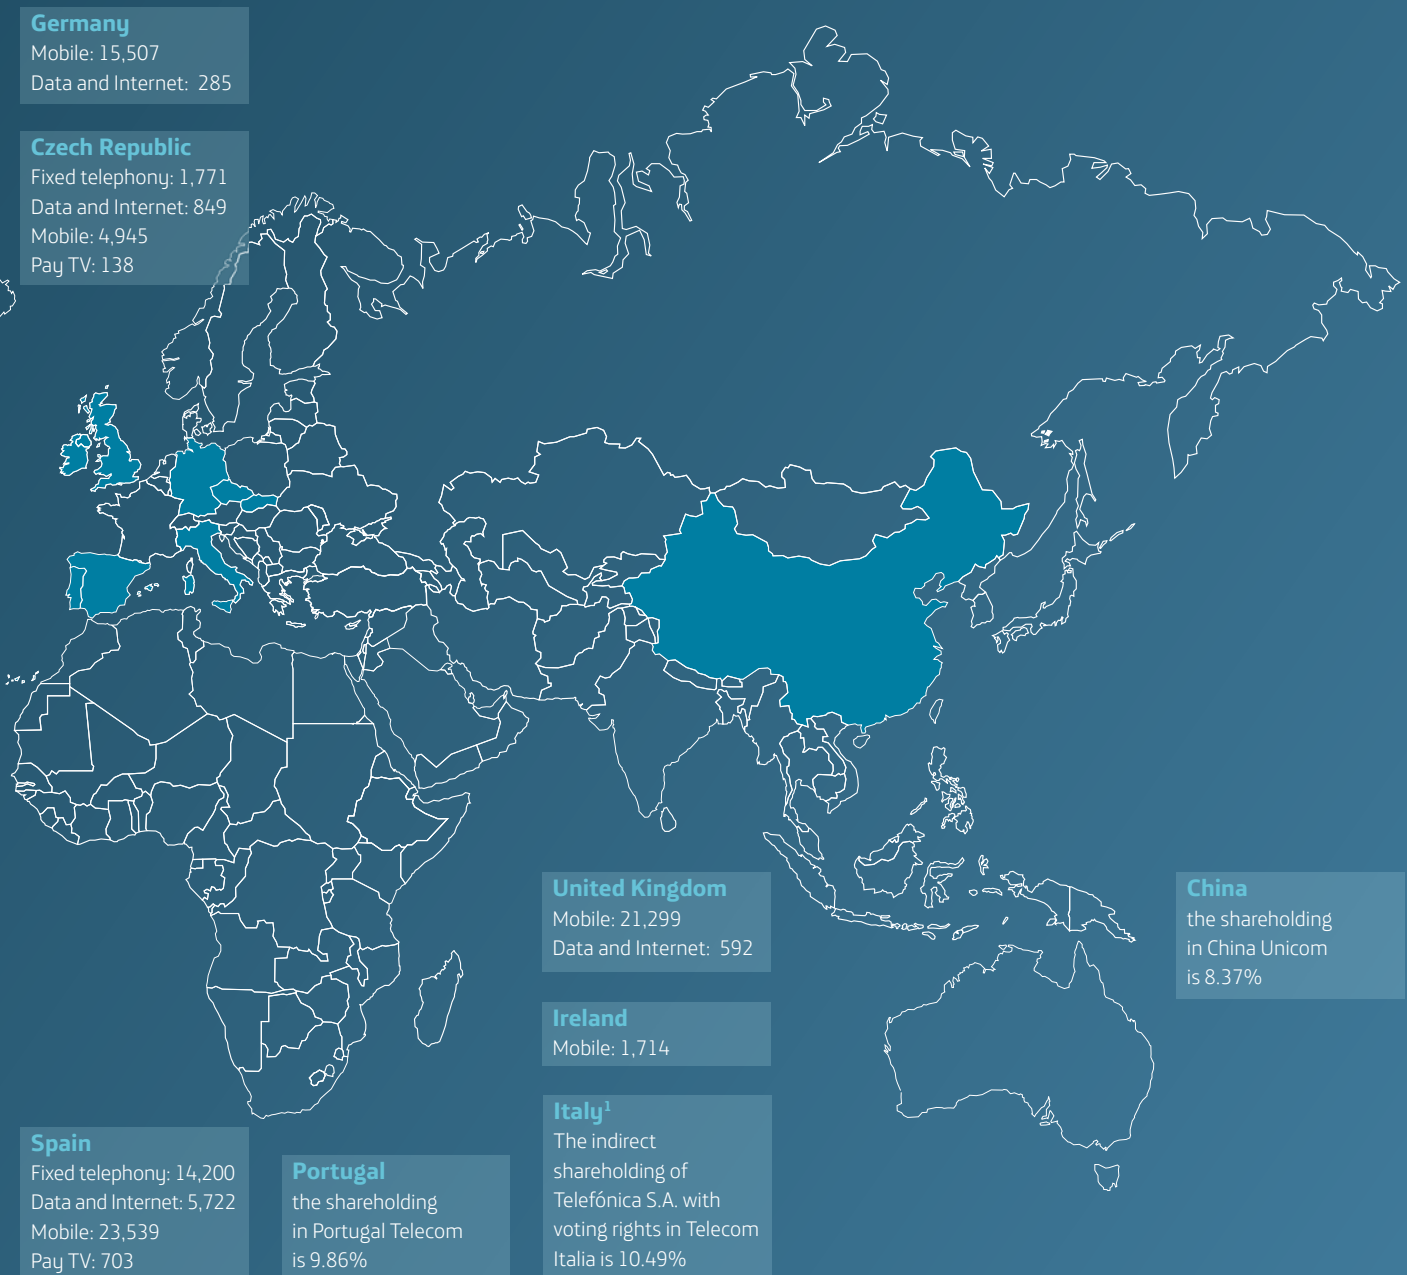 Germany
Mobile: 15,507
Data and Internet: 285
Czech Republic
Fixed telephony: 1,771
Data and Internet: 849
Mobile: 4,945
Pay TV: 138
United Kingdom
Mobile: 21,299
Data and Internet: 592
China
the shareholding
in China Unicom
is 8.37%
Ireland
Mobile: 1,714
Italy¹
The indirect
shareholding of
Telefónica S.A. with
voting rights in Telecom
Italia is 10.49%
Spain
Fixed telephony: 14,200
Data and Internet: 5,722
Mobile: 23,539
Pay TV: 703
Portugal
the shareholding
in Portugal Telecom
is 9.86%